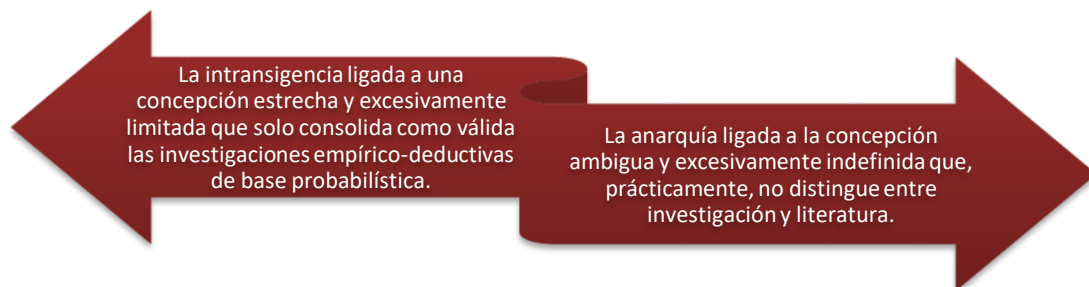 La intransigencia ligada a una
concepción estrecha y excesivamente
limitada que solo consolida como válida
las investigaciones empírico-deductivas
de base probabilística.
La anarquía ligada a la concepción
ambigua y excesivamente indefinida que,
prácticamente, no distingue entre
investigación y literatura.